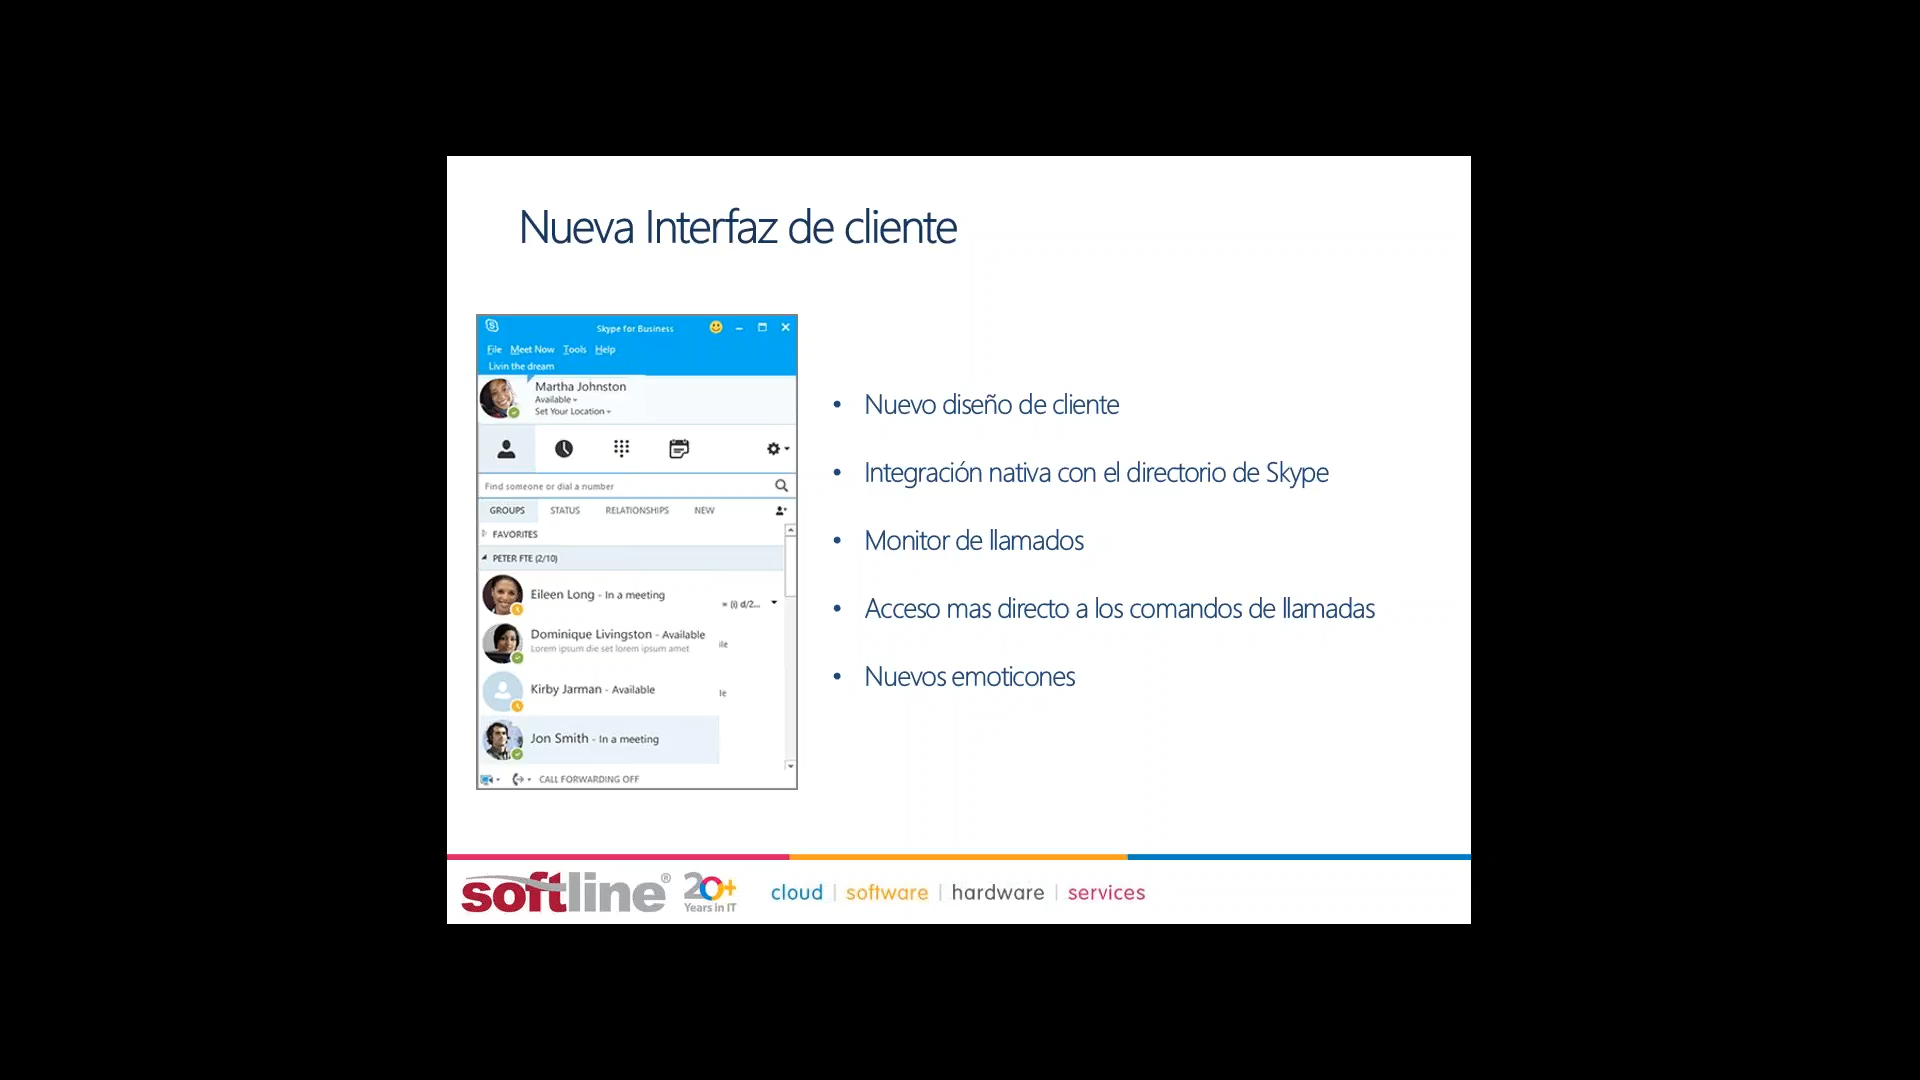 Nueva Interfaz de cliente
Skype for Business
File Meet Now Tools Help
Livin the dream
Martha Johnston
Available
Set Your Location
Find someone or dial a number
GROUPS STATUS RELATIONSHIPS NEW
FAVORITES
PETER FTE (2/10)
Eileen Long - In a meeting
= (i) d/2...
Dominique Livingston - Available
Lorem ipsum die set lorem ipsum amet
ile
Kirby Jarman - Available
le
Jon Smith - In a meeting
CALL FORWARDING OFF
• Nuevo diseño de cliente
• Integración nativa con el directorio de Skype
• Monitor de llamados
• Acceso mas directo a los comandos de llamadas
• Nuevos emoticones
softline® 20+ Years in IT
cloud | software | hardware | services